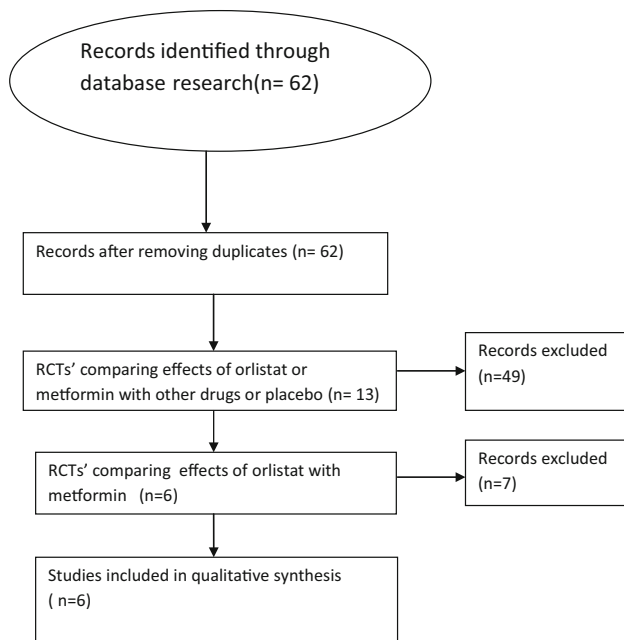 Records identified through
database research(n= 62)
Records after removing duplicates (n= 62)
RCTs' comparing effects of orlistat or
metformin with other drugs or placebo (n= 13)
Records excluded
(n=49)
RCTs' comparing effects of orlistat with
metformin (n=6)
Records excluded
(n=7)
Studies included in qualitative synthesis
( n=6)